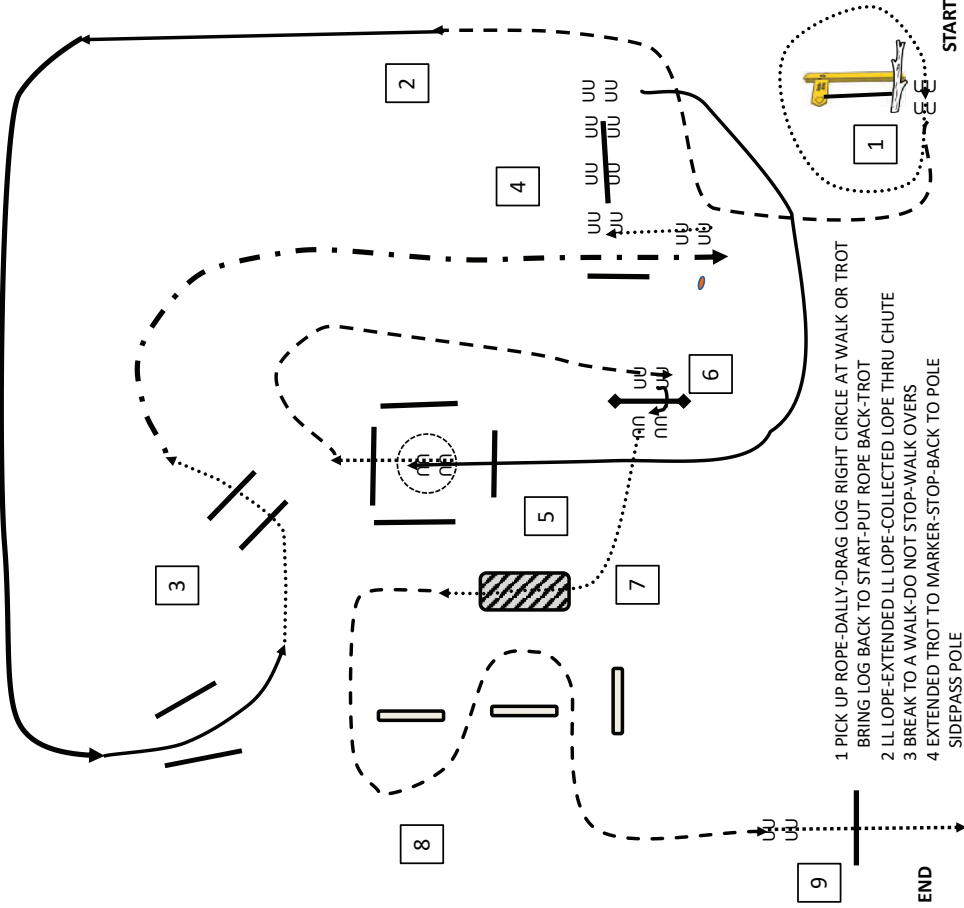 3
2
8
4
5
7
6
9
1
1 PICK UP ROPE-DALLY-DRAG LOG RIGHT CIRCLE AT WALK OR TROT
BRING LOG BACK TO START-PUT ROPE BACK-TROT
2 LL LOPE-EXTENDED LL LOPE-COLLECTED LOPE THRU CHUTE
3 BREAK TO A WALK-DO NOT STOP-WALK OVERS
4 EXTENDED TROT TO MARKER-STOP-BACK TO POLE
SIDEPASS POLE
END
START